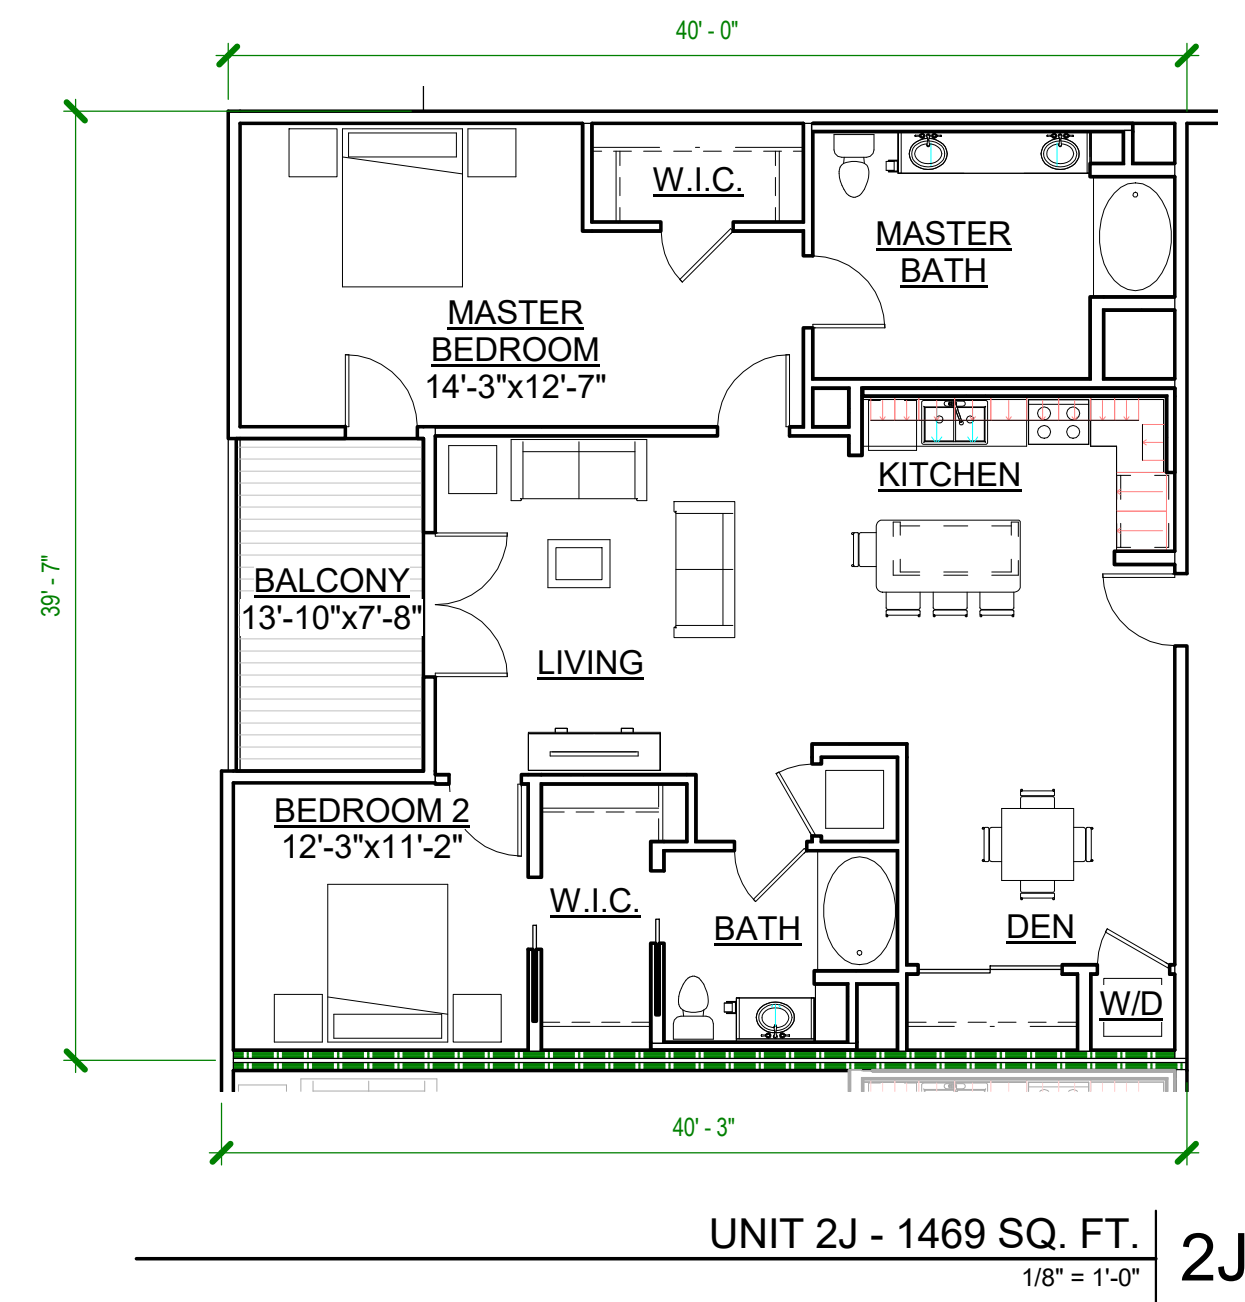 40' - 0"
W.I.C.
MASTER
BATH
MASTER
BEDROOM
14'-3"x12'-7"
KITCHEN
39' - 7"
BALCONY
13'-10"x7'-8"
LIVING
BEDROOM 2
12'-3"x11'-2"
W.I.C.
BATH
DEN
W/D
40' - 3"
UNIT 2J - 1469 SQ. FT.
2J
1/8" = 1'-0"